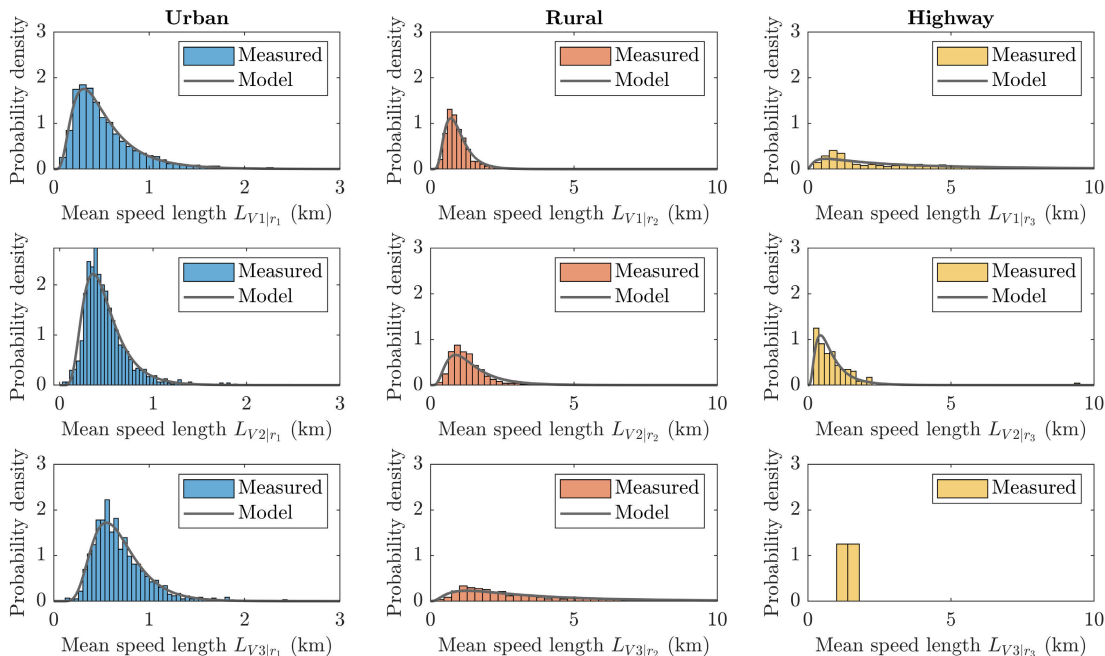 Urban
Rural
Highway
Probability density
3
2
1
0
Measured
Model
0 1 2 3
Mean speed length L_{V1|r_1} (km)
Probability density
3
2
1
0
Measured
Model
0 5 10
Mean speed length L_{V1|r_2} (km)
Probability density
3
2
1
0
Measured
Model
0 5 10
Mean speed length L_{V1|r_3} (km)
Probability density
2
1
0
Measured
Model
0 1 2 3
Mean speed length L_{V2|r_1} (km)
Probability density
3
2
1
0
Measured
Model
0 5 10
Mean speed length L_{V2|r_2} (km)
Probability density
3
2
1
0
Measured
Model
0 5 10
Mean speed length L_{V2|r_3} (km)
Probability density
3
2
1
0
Measured
Model
0 1 2 3
Mean speed length L_{V3|r_1} (km)
Probability density
3
2
1
0
Measured
Model
0 5 10
Mean speed length L_{V3|r_2} (km)
Probability density
3
2
1
0
Measured
0 5 10
Mean speed length L_{V3|r_3} (km)